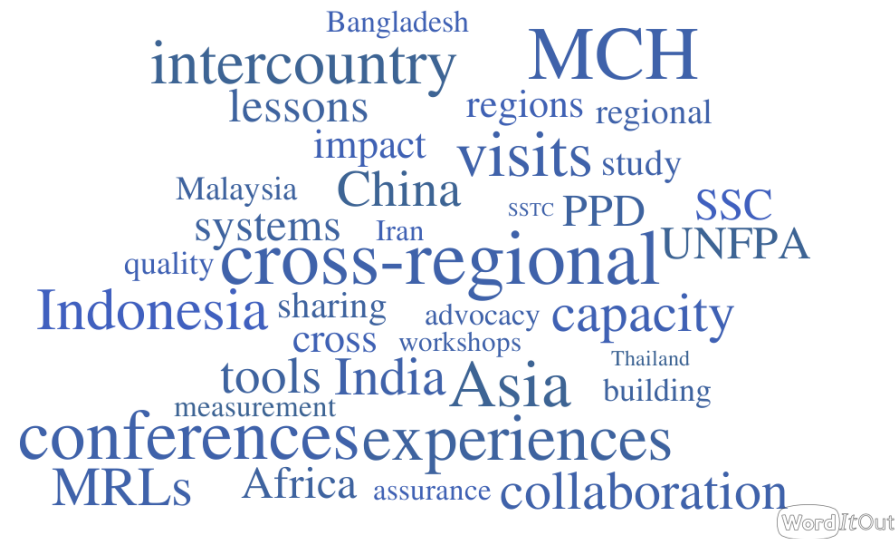 Bangladesh
intercountry MCH
lessons regions regional
impact visits study
Malaysia China SSTC PPD SSC
systems Iran UNFPA
quality cross-regional
Indonesia sharing advocacy capacity
cross workshops
tools India Asia Thailand
building
measurement
conferences experiences
MRLs Africa assurance collaboration
WordItOut